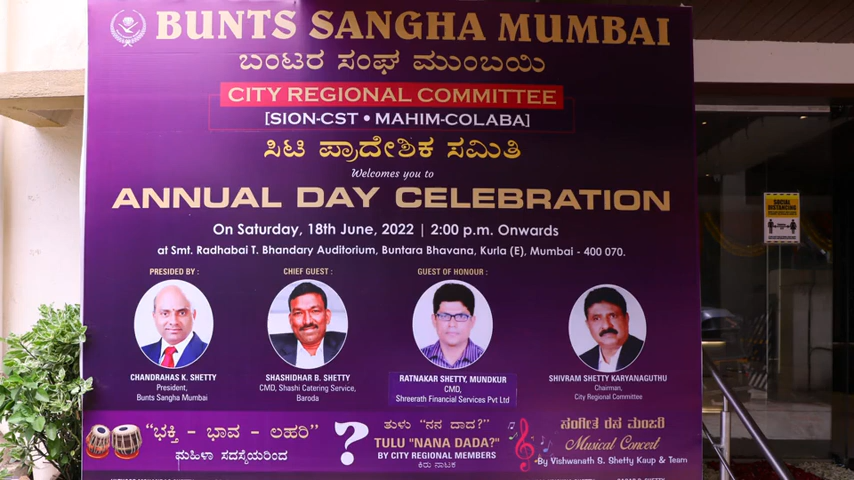 BUNTS SANGHA MUMBAI
ಬಂಟರ ಸಂಘ ಮುಂಬಯಿ
CITY REGIONAL COMMITTEE
[SION-CST • MAHIM-COLABA]
ಸಿಟಿ ಪ್ರಾದೇಶಿಕ ಸಮಿತಿ
Welcomes you to
ANNUAL DAY CELEBRATION
On Saturday, 18th June, 2022 | 2:00 p.m. Onwards
at Smt. Radhabai T. Bhandary Auditorium, Buntara Bhavana, Kurla (E), Mumbai - 400 070.
PRESIDED BY :
CHANDRAHAS K. SHETTY
President,
Bunts Sangha Mumbai
CHIEF GUEST :
SHASHIDHAR B. SHETTY
CMD, Shashi Catering Service,
Baroda
GUEST OF HONOUR :
RATNAKAR SHETTY, MUNDKUR
CMD,
Shreerath Financial Services Pvt Ltd
SHIVRAM SHETTY KARYANAGUTHU
Chairman,
City Regional Committee
"ಭಕ್ತಿ - ಭಾವ - ಲಹರಿ"
ಮಹಿಳಾ ಸದಸ್ಯೆಯರಿಂದ
?
ತುಳು "ನನ ದಾದ?"
TULU "NANA DADA?"
BY CITY REGIONAL MEMBERS
ಕಿರು ನಾಟಕ
ಸಂಗೀತ ರಸ ಮಂಜರಿ
Musical Concert
By Vishwanath S. Shetty Kaup & Team
SOCIAL
DISTANCING